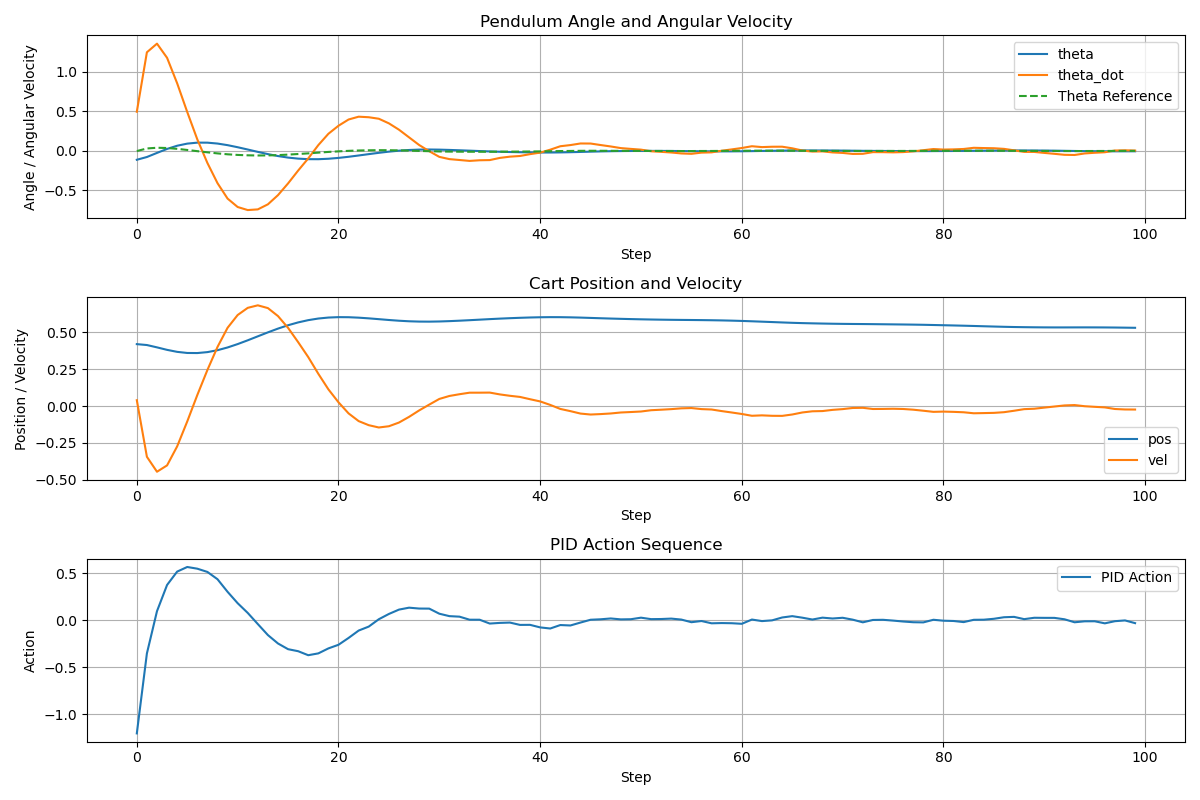 Pendulum Angle and Angular Velocity
Angle / Angular Velocity
1.0
0.5
0.0
−0.5
theta
theta_dot
Theta Reference
0 20 40 60 80 100
Step
Cart Position and Velocity
Position / Velocity
0.50
0.25
0.00
−0.25
−0.50
pos
vel
0 20 40 60 80 100
Step
PID Action Sequence
Action
0.5
0.0
−0.5
−1.0
PID Action
0 20 40 60 80 100
Step